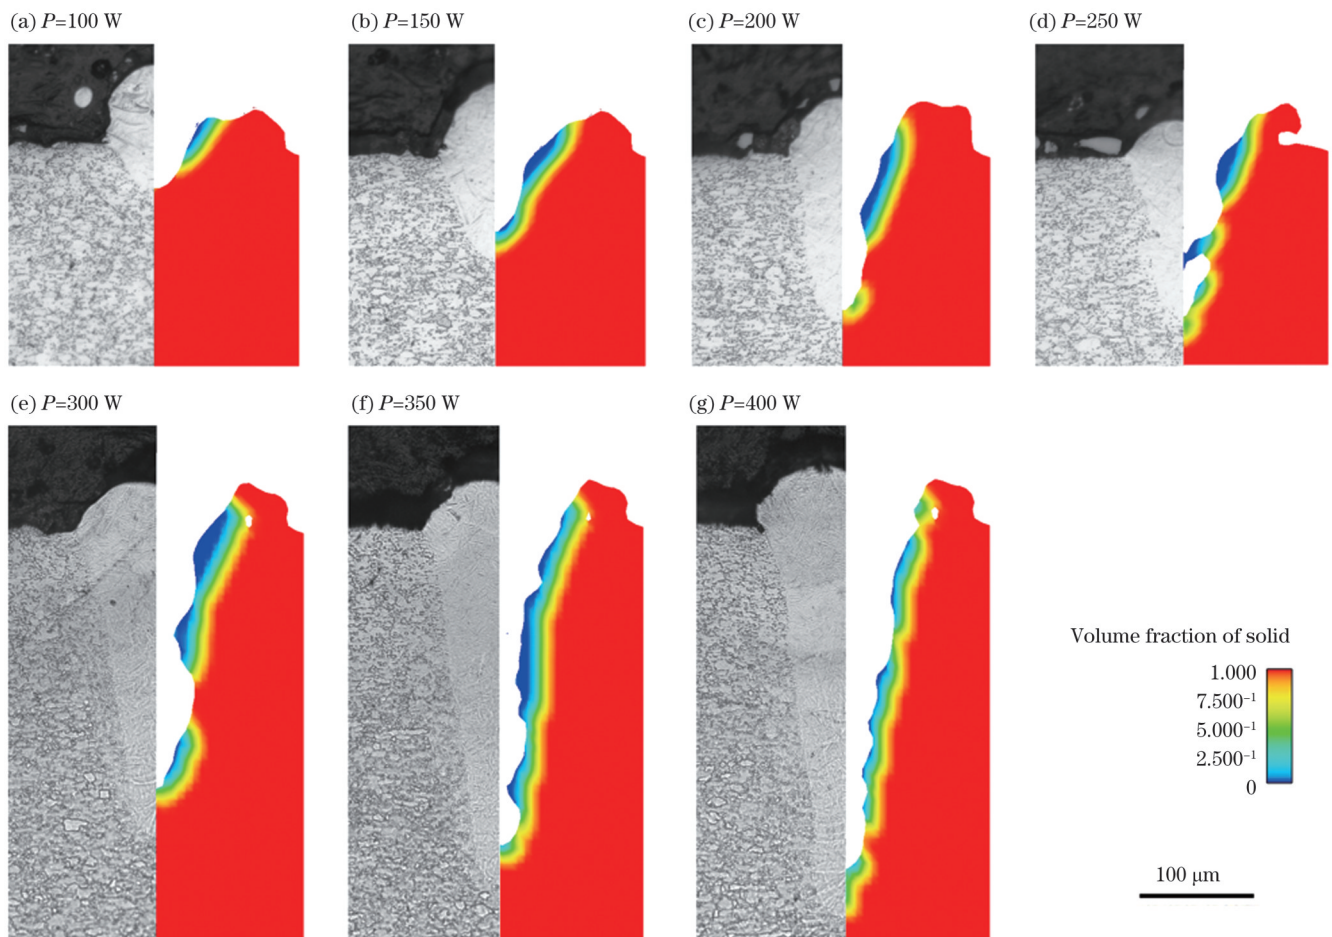 (a) P=100 W
(b) P=150 W
(c) P=200 W
(d) P=250 W
(e) P=300 W
(f) P=350 W
(g) P=400 W
Volume fraction of solid
1.000
7.500⁻¹
5.000⁻¹
2.500⁻¹
0
100 μm